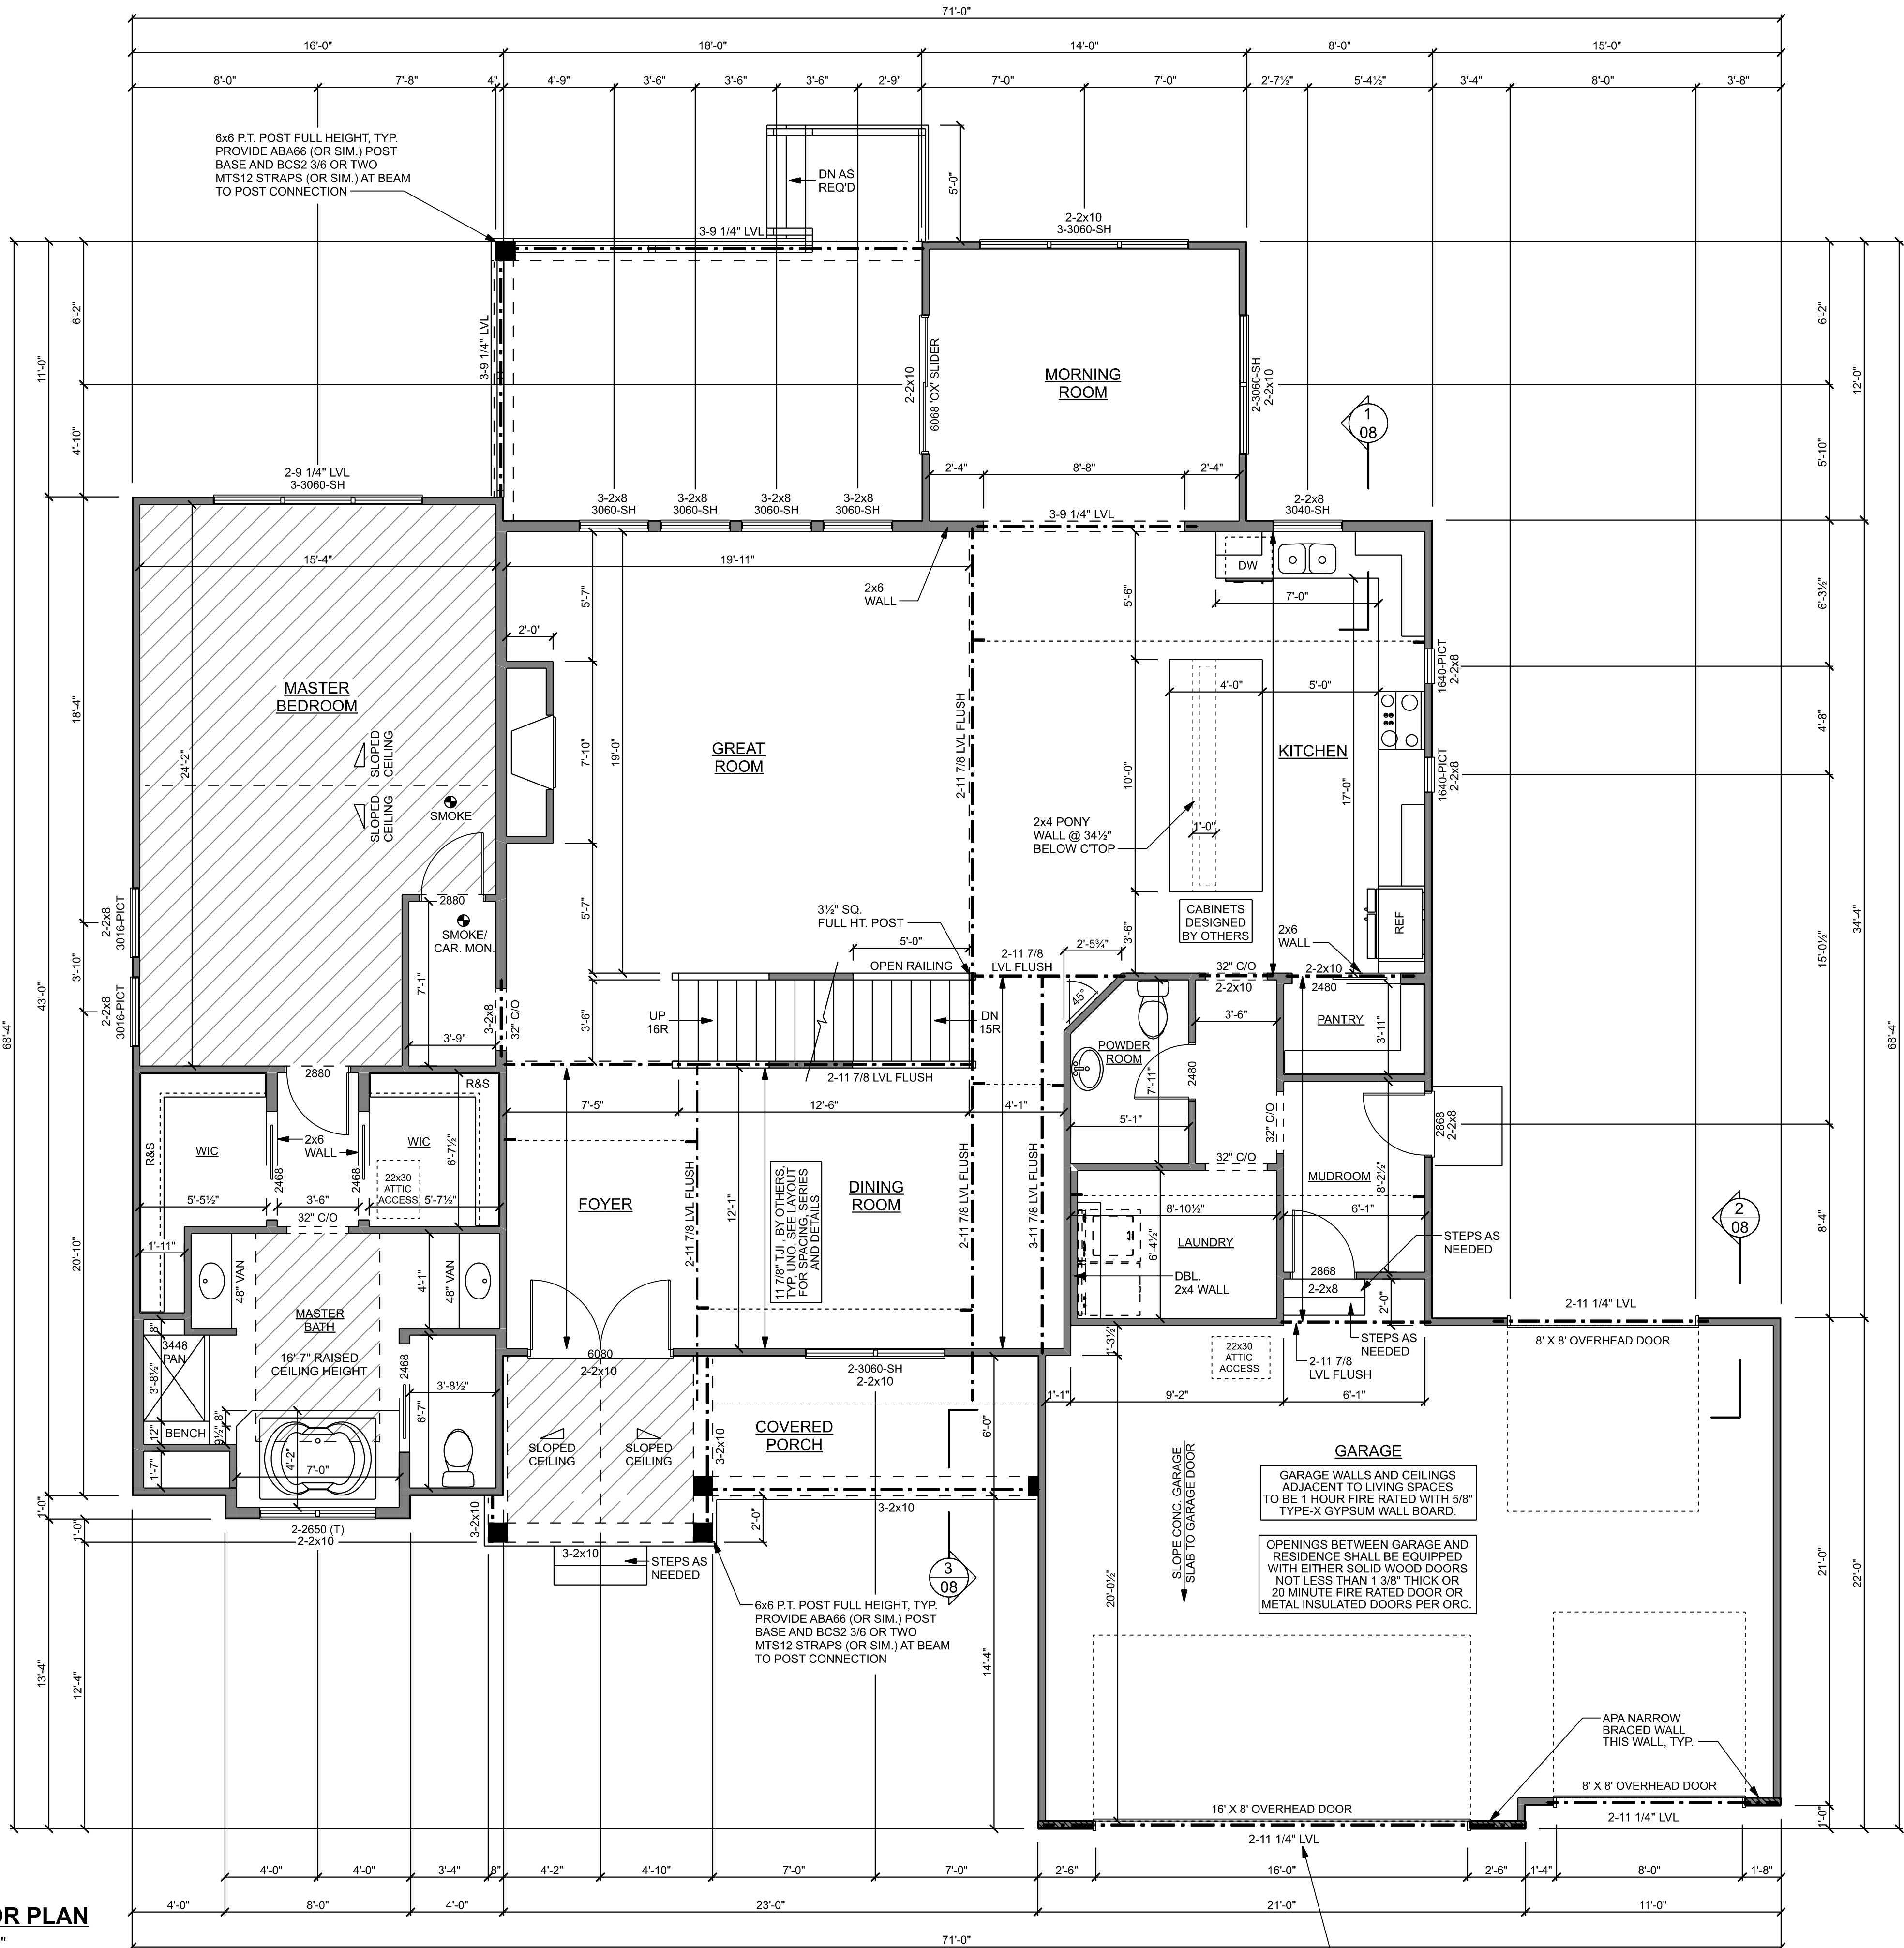 71'-0"
16'-0"
18'-0"
14'-0"
8'-0"
15'-0"
8'-0"
7'-8"
4"
4'-9"
3'-6"
3'-6"
3'-6"
2'-9"
7'-0"
7'-0"
2'-7½"
5'-4½"
3'-4"
8'-0"
3'-8"
6x6 P.T. POST FULL HEIGHT, TYP.
PROVIDE ABA66 (OR SIM.) POST
BASE AND BCS2 3/6 OR TWO
MTS12 STRAPS (OR SIM.) AT BEAM
TO POST CONNECTION
DN AS
REQ'D
5'-0"
3-9 1/4" LVL
2-2x10
3-3060-SH
68'-4"
11'-0"
6'-2"
4'-10"
3-9 1/4" LVL
2-2x10
6068 'OX' SLIDER
MORNING
ROOM
2-3060-SH
2-2x10
1
08
6'-2"
5'-10"
12'-0"
68'-4"
2'-4"
8'-8"
2'-4"
2-9 1/4" LVL
3-3060-SH
3-2x8
3060-SH
3-2x8
3060-SH
3-2x8
3060-SH
3-2x8
3060-SH
3-9 1/4" LVL
2-2x8
3040-SH
15'-4"
19'-11"
2x6
WALL
DW
7'-0"
5'-7"
5'-6"
6'-3½"
2'-0"
MASTER
BEDROOM
18'-4"
24'-2"
SLOPED
CEILING
SLOPED
CEILING
SMOKE
7'-10"
19'-0"
GREAT
ROOM
2-11 7/8 LVL FLUSH
4'-0"
5'-0"
KITCHEN
10'-0"
17'-0"
1'-0"
2x4 PONY
WALL @ 34½"
BELOW C'TOP
1640-PICT
2-2x8
1640-PICT
2-2x8
4'-8"
34'-4"
15'-0½"
2880
SMOKE/
CAR. MON.
2-2x8
3016-PICT
3'-10"
2-2x8
3016-PICT
43'-0"
7'-1"
3'-9"
3-2x8
32" C/O
5'-7"
3½" SQ.
FULL HT. POST
5'-0"
OPEN RAILING
2-11 7/8
LVL FLUSH
2'-5¾"
3'-6"
CABINETS
DESIGNED
BY OTHERS
2x6
WALL
REF
32" C/O
2-2x10
2-2x10
2480
UP
16R
DN
15R
3'-6"
45°
3'-6"
PANTRY
3'-11"
POWDER
ROOM
7'-11"
2480
5'-1"
2-11 7/8 LVL FLUSH
2880
R&S
R&S
WIC
WIC
2x6
WALL
6'-7½"
2468
2468
22x30
ATTIC
ACCESS
5'-5½"
3'-6"
5'-7½"
32" C/O
7'-5"
12'-6"
4'-1"
32" C/O
32" C/O
2868
2-2x8
MUDROOM
8'-2½"
8'-10½"
6'-1"
FOYER
2-11 7/8 LVL FLUSH
12'-1"
11 7/8" TJI , BY OTHERS,
TYP. UNO. SEE LAYOUT
FOR SPACING, SERIES
AND DETAILS
DINING
ROOM
2-11 7/8 LVL FLUSH
3-11 7/8 LVL FLUSH
LAUNDRY
6'-4½"
DBL.
2x4 WALL
2868
2-2x8
STEPS AS
NEEDED
2'-0"
STEPS AS
NEEDED
2
08
8'-4"
20'-10"
1'-11"
48" VAN
4'-1"
48" VAN
MASTER
BATH
16'-7" RAISED
CEILING HEIGHT
8"
3448
PAN
3'-8½"
12"
BENCH
1'-7"
9½"
8"
4'-2"
7'-0"
2468
3'-8½"
6'-7"
6080
2-2x10
SLOPED
CEILING
SLOPED
CEILING
2-3060-SH
2-2x10
COVERED
PORCH
3-2x10
6'-0"
3-2x10
1'-3½"
1'-1"
9'-2"
6'-1"
22x30
ATTIC
ACCESS
2-11 7/8
LVL FLUSH
2-11 1/4" LVL
8' X 8' OVERHEAD DOOR
GARAGE
GARAGE WALLS AND CEILINGS
ADJACENT TO LIVING SPACES
TO BE 1 HOUR FIRE RATED WITH 5/8"
TYPE-X GYPSUM WALL BOARD.
OPENINGS BETWEEN GARAGE AND
RESIDENCE SHALL BE EQUIPPED
WITH EITHER SOLID WOOD DOORS
NOT LESS THAN 1 3/8" THICK OR
20 MINUTE FIRE RATED DOOR OR
METAL INSULATED DOORS PER ORC.
SLOPE CONC. GARAGE
SLAB TO GARAGE DOOR
20'-0½"
21'-0"
22'-0"
1'-0"
1'-0"
2-2650 (T)
2-2x10
3-2x10
3-2x10
2'-0"
STEPS AS
NEEDED
3
08
6x6 P.T. POST FULL HEIGHT, TYP.
PROVIDE ABA66 (OR SIM.) POST
BASE AND BCS2 3/6 OR TWO
MTS12 STRAPS (OR SIM.) AT BEAM
TO POST CONNECTION
13'-4"
12'-4"
14'-4"
APA NARROW
BRACED WALL
THIS WALL, TYP.
8' X 8' OVERHEAD DOOR
2-11 1/4" LVL
1'-0"
16' X 8' OVERHEAD DOOR
2-11 1/4" LVL
4'-0"
4'-0"
3'-4"
8"
4'-2"
4'-10"
7'-0"
7'-0"
2'-6"
16'-0"
2'-6"
1'-4"
8'-0"
1'-8"
4'-0"
8'-0"
4'-0"
23'-0"
21'-0"
11'-0"
OR PLAN
"
71'-0"